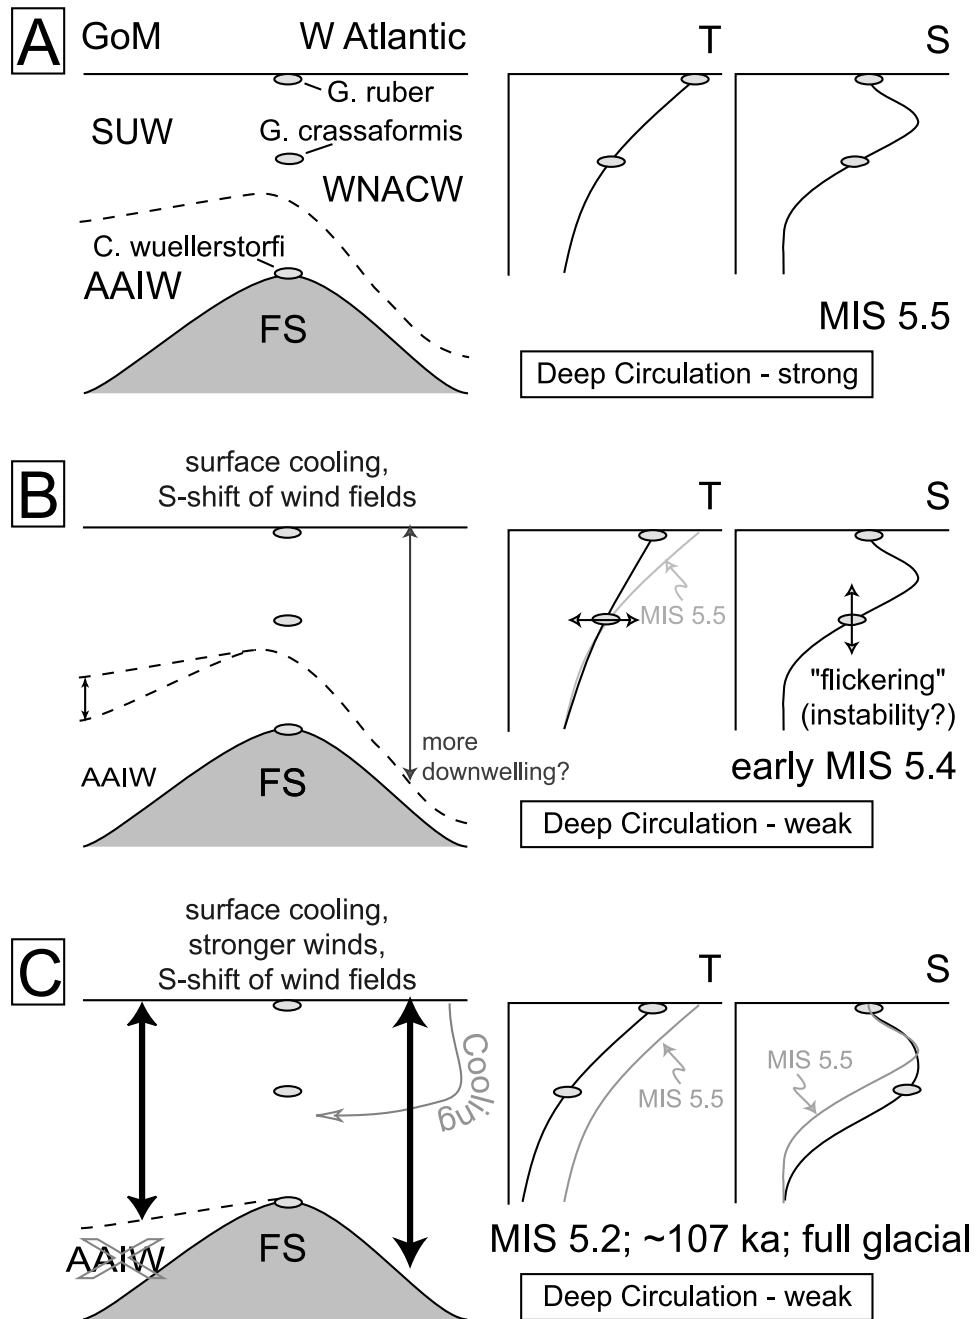 A
GoM
W Atlantic
T
S
G. ruber
SUW
G. crassaformis
WNACW
C. wuellerstorfi
AAIW
FS
MIS 5.5
Deep Circulation - strong
B
surface cooling,
S-shift of wind fields
T
S
MIS 5.5
"flickering"
(instability?)
more
downwelling?
AAIW
FS
early MIS 5.4
Deep Circulation - weak
C
surface cooling,
stronger winds,
S-shift of wind fields
T
S
Cooling
MIS 5.5
MIS 5.5
AAIW
FS
MIS 5.2; ~107 ka; full glacial
Deep Circulation - weak